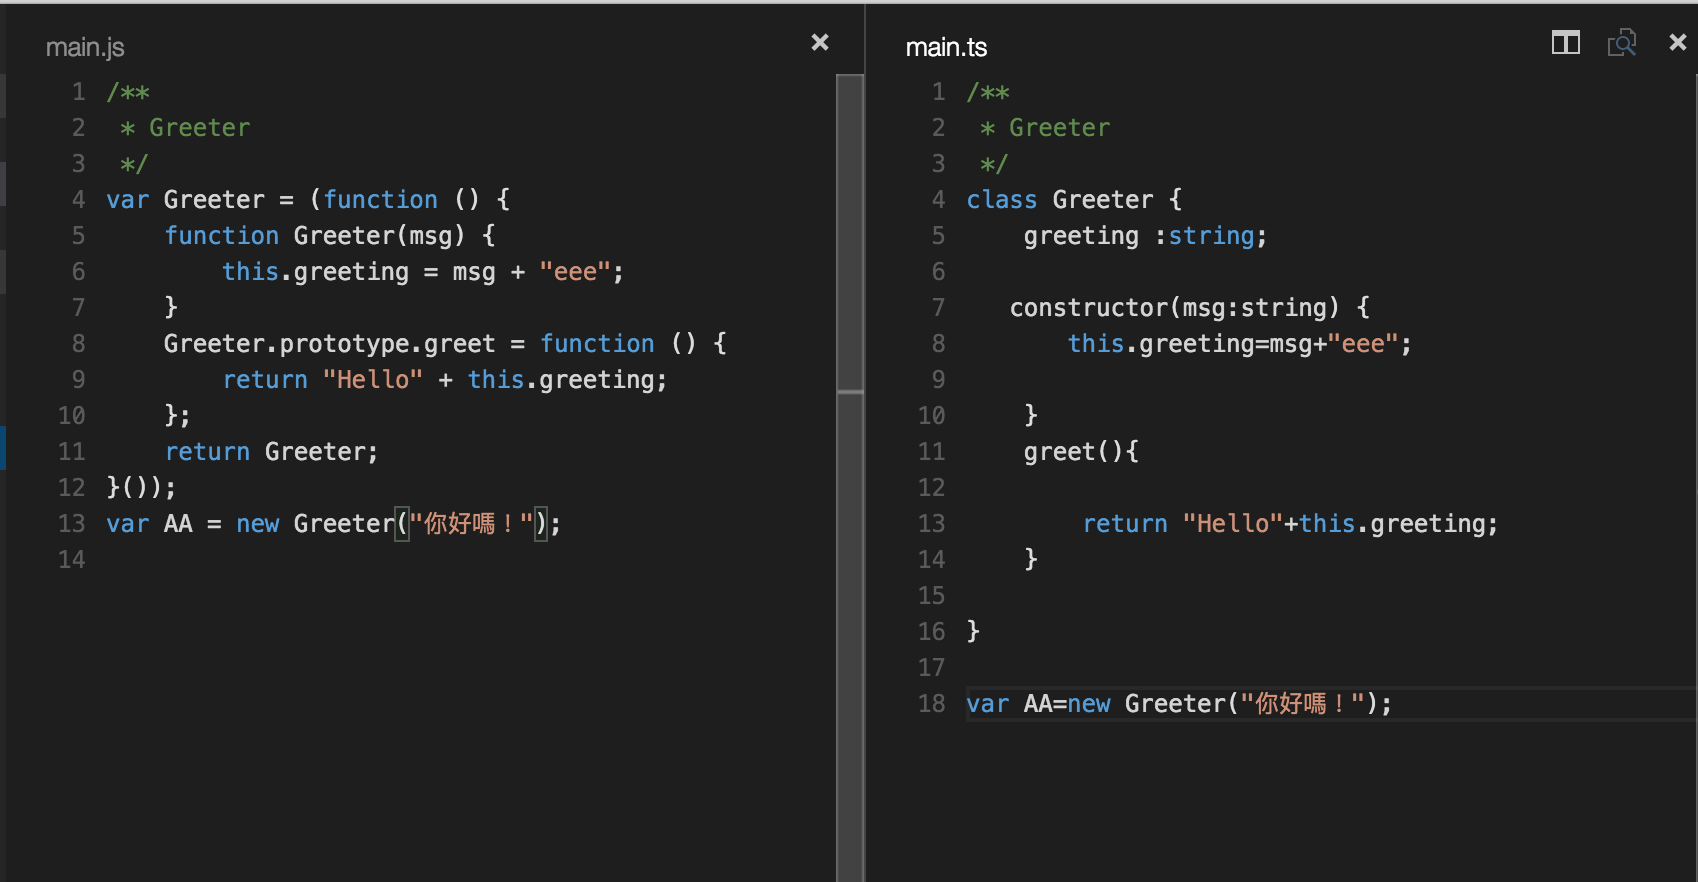 main.js
1 /**
2  * Greeter
3  */
4 var Greeter = (function () {
5     function Greeter(msg) {
6         this.greeting = msg + "eee";
7     }
8     Greeter.prototype.greet = function () {
9         return "Hello" + this.greeting;
10     };
11     return Greeter;
12 }());
13 var AA = new Greeter("你好嗎！");
14
main.ts
1 /**
2  * Greeter
3  */
4 class Greeter {
5     greeting :string;
6
7    constructor(msg:string) {
8        this.greeting=msg+"eee";
9
10     }
11     greet(){
12
13         return "Hello"+this.greeting;
14     }
15
16 }
17
18 var AA=new Greeter("你好嗎！");